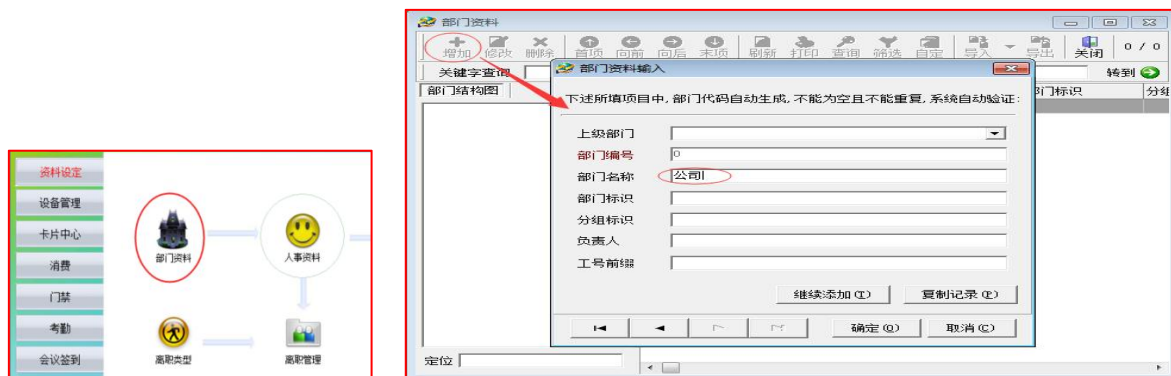 资料设定
设备管理
卡片中心
消费
门禁
考勤
会议签到
部门资料
人事资料
离职类型
离职管理
部门资料
增加 修改 删除 首项 向前 向后 末项 刷新 打印 查询 筛选 自定 导入 导出 关闭 0 / 0
关键字查询
转到
部门结构图
部门标识
分组
部门资料输入
下述所填项目中,部门代码自动生成,不能为空且不能重复,系统自动验证:
上级部门
部门编号 0
部门名称 公司
部门标识
分组标识
负责人
工号前缀
继续添加(T) 复制记录(P)
确定(O) 取消(C)
定位